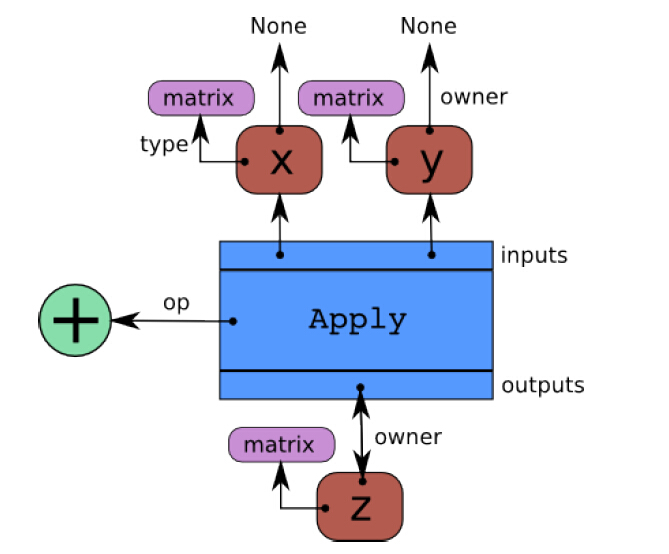 None None
matrix matrix owner
type
x y
inputs
op
+ Apply
outputs
owner
matrix
z